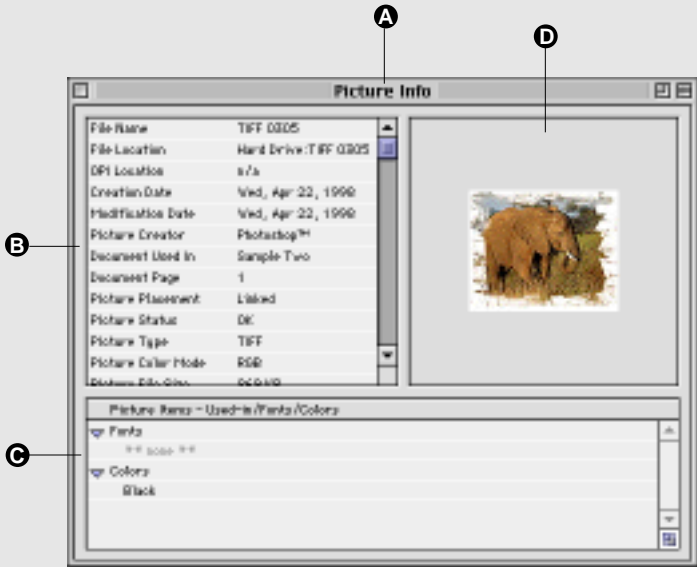 A
D
Picture Info
File Name TIFF 0305
File Location Hard Drive:TIFF 0305
OPI Location n/a
Creation Date Wed, Apr 22, 1998
Modification Date Wed, Apr 22, 1998
Picture Creator Photoshop™
B
Document Used In Sample Two
Document Page 1
Picture Placement Linked
Picture Status OK
Picture Type TIFF
Picture Color Mode RGB
Picture File Size
Picture Items - Used-in/Fonts/Colors
Fonts
** none **
C
Colors
Black